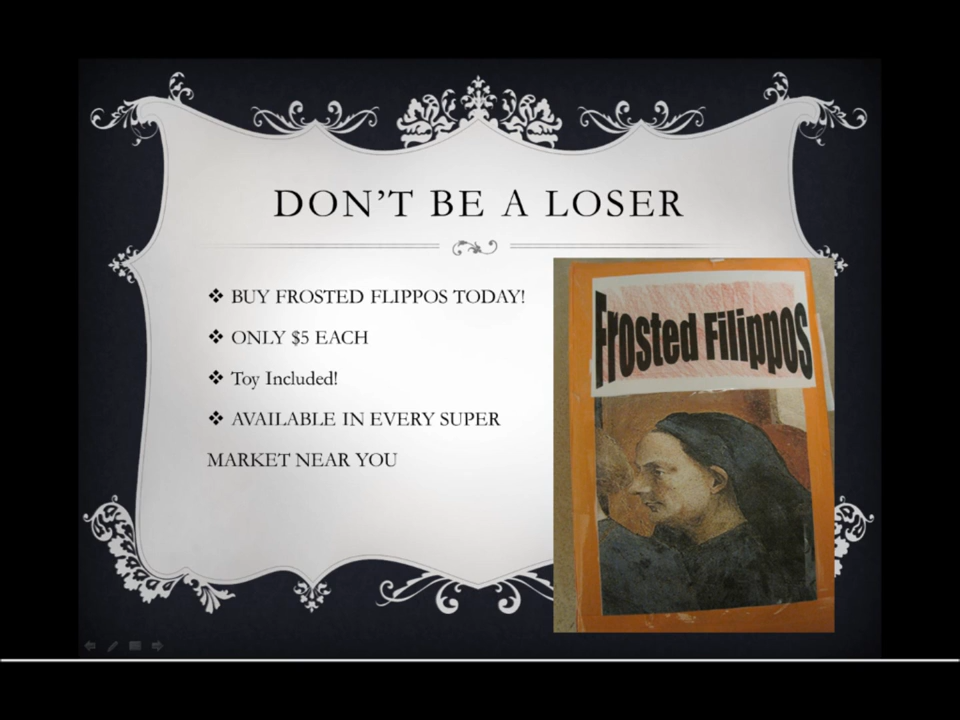 DON'T BE A LOSER
❖ BUY FROSTED FLIPPOS TODAY!
❖ ONLY $5 EACH
❖ Toy Included!
❖ AVAILABLE IN EVERY SUPER
MARKET NEAR YOU
Frosted Filippos